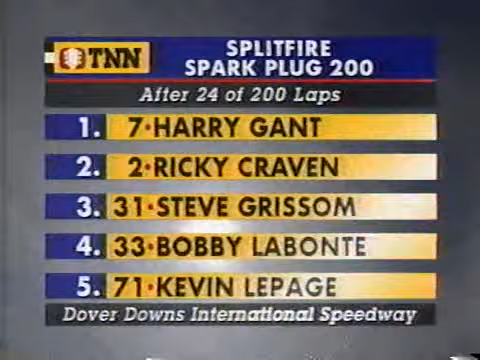 TNN
SPLITFIRE
SPARK PLUG 200
After 24 of 200 Laps
1. 7•HARRY GANT
2. 2•RICKY CRAVEN
3. 31•STEVE GRISSOM
4. 33•BOBBY LABONTE
5. 71•KEVIN LEPAGE
Dover Downs International Speedway